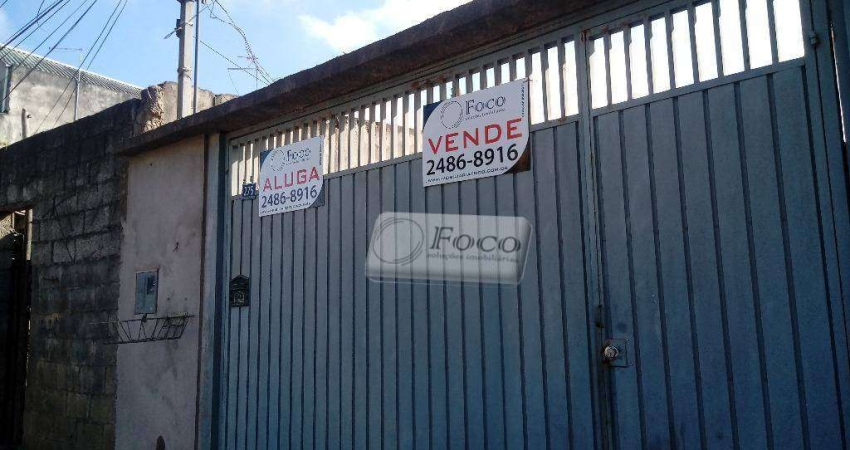 Foco
ALUGA
2486-8916
Foco
VENDE
2486-8916
Foco
soluções imobiliárias